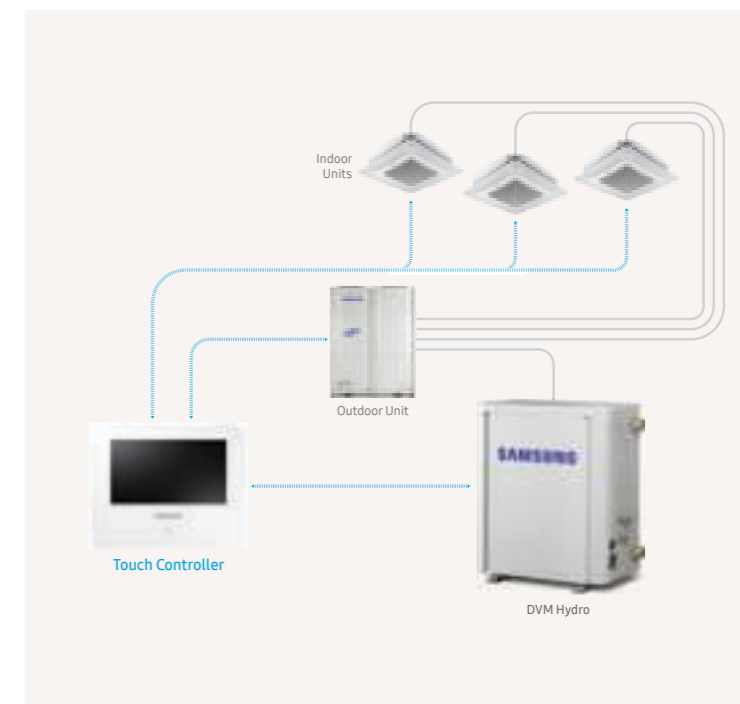 Indoor
Units
Outdoor Unit
SAMSUNG
Touch Controller
DVM Hydro